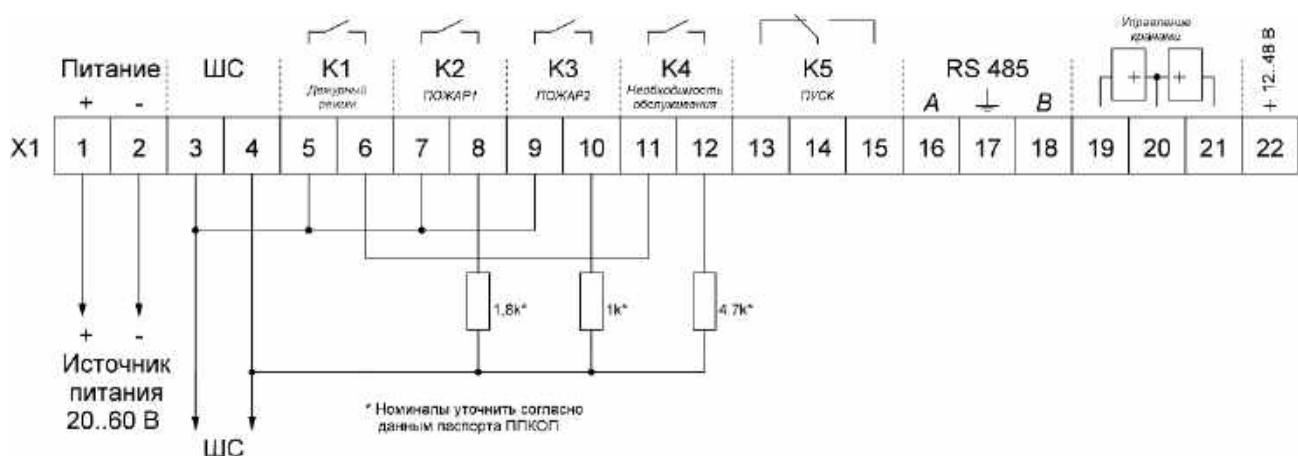 Питание ШС К1 К2 К3 К4 К5 RS 485 Управление кранами + 12..48 В
Дежурный режим ПОЖАР1 ПОЖАР2 Необходимость обслуживания ПУСК
+ - A B + +
X1 1 2 3 4 5 6 7 8 9 10 11 12 13 14 15 16 17 18 19 20 21 22
1,8k* 1k* 4.7k*
+ -
Источник
питания
20..60 В
* Номиналы уточнить согласно
данным паспорта ППКОП
ШС